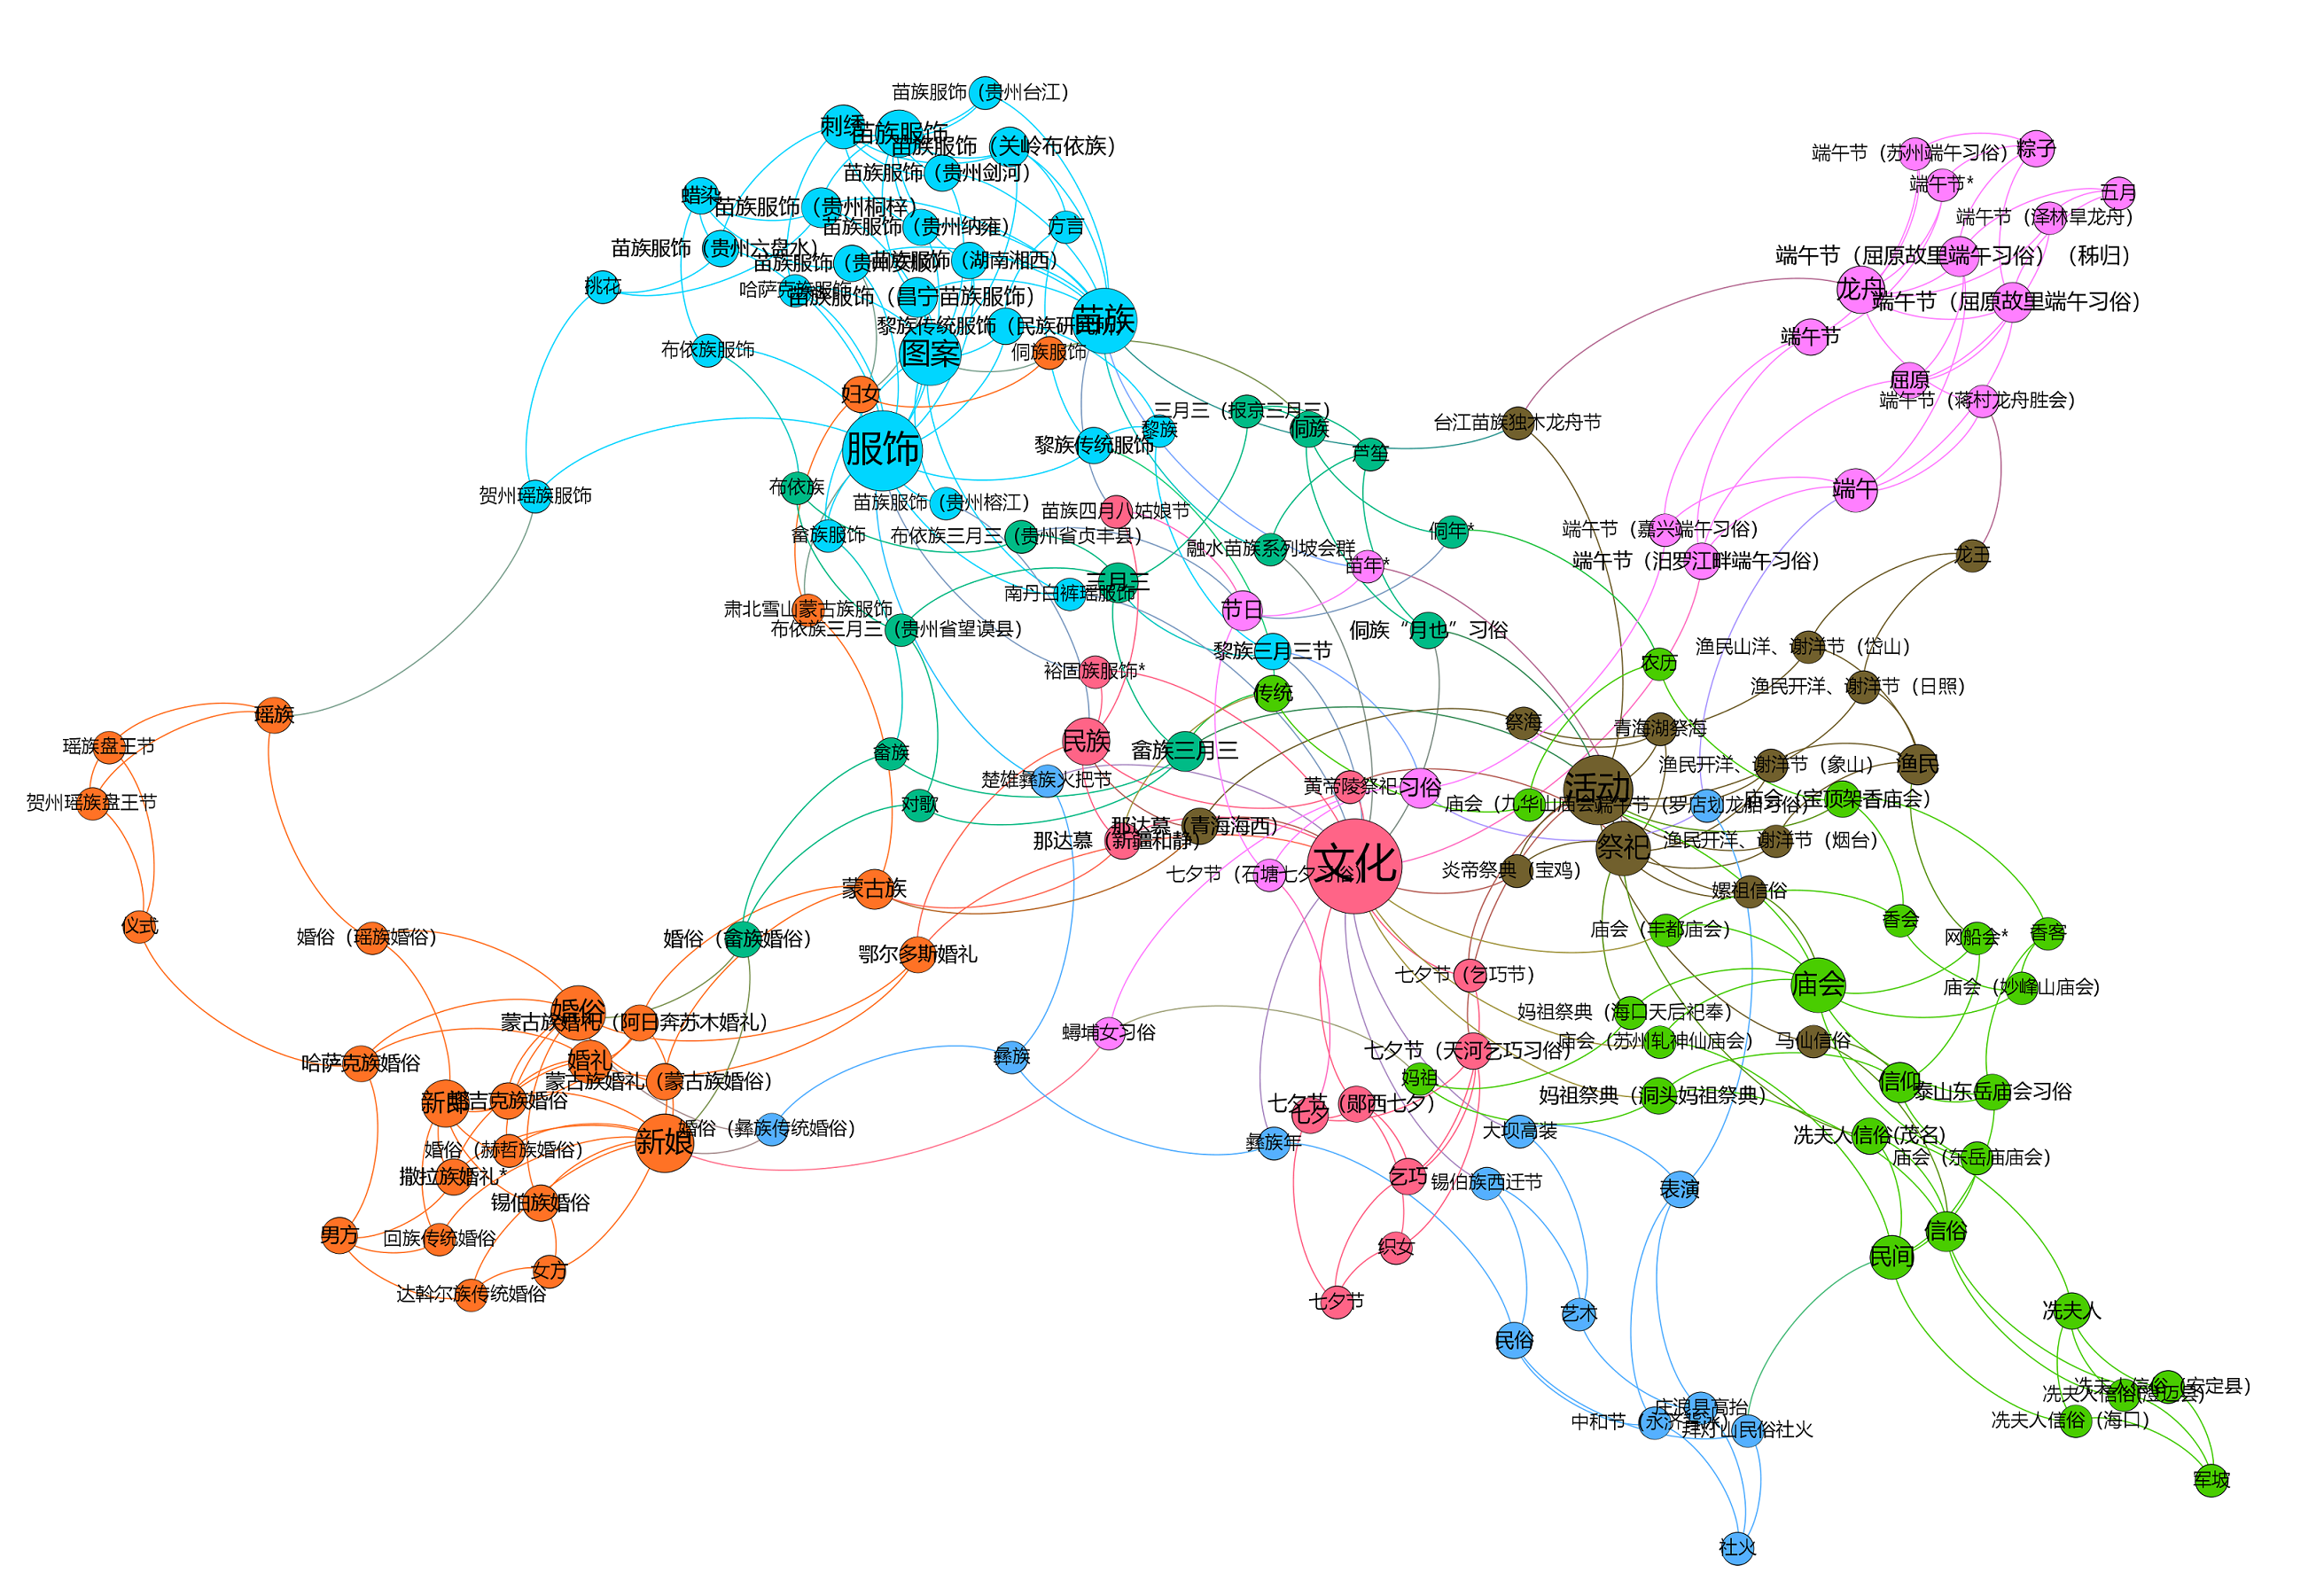 苗族服饰（贵州台江）
刺绣
苗族服饰
苗族服饰（关岭布依族）
苗族服饰（贵州剑河）
蜡染
苗族服饰（贵州桐梓）
苗族服饰（贵州纳雍）
方言
苗族服饰（贵州六盘水）
苗族服饰（湖南湘西）
挑花
哈萨克族服饰
苗族服饰（昌宁苗族服饰）
苗族
图案
侗族服饰
布依族服饰
妇女
服饰
黎族传统服饰
黎族
三月三（报京三月三）
侗族
芦笙
台江苗族独木龙舟节
端午节（苏州端午习俗）
粽子
端午节*
五月
端午节（泽林旱龙舟）
端午节（屈原故里端午习俗）（秭归）
龙舟
端午节（屈原故里端午习俗）
端午节
屈原
端午节（蒋村龙舟胜会）
端午
贺州瑶族服饰
布依族
苗族服饰（贵州榕江）
苗族四月八姑娘节
畲族服饰
布依族三月三（贵州省贞丰县）
融水苗族系列坡会群
侗年*
苗年*
端午节（嘉兴端午习俗）
端午节（汨罗江畔端午习俗）
龙王
三月三
南丹白裤瑶服饰
节日
肃北雪山蒙古族服饰
布依族三月三（贵州省望谟县）
侗族“月也”习俗
黎族三月三节
农历
渔民山洋、谢洋节（岱山）
裕固族服饰*
传统
渔民开洋、谢洋节（日照）
瑶族
瑶族盘王节
民族
畲族三月三
祭海
青海湖祭海
畲族
楚雄彝族火把节
黄帝陵祭祀
习俗
活动
渔民开洋、谢洋节（象山）
渔民
贺州瑶族盘王节
对歌
庙会（九华山庙会）
端午节（罗店划龙船习俗）
庙会（宝顶架香庙会）
那达慕（青海海西）
那达慕（新疆和静）
祭祀
渔民开洋、谢洋节（烟台）
文化
七夕节（石塘七夕习俗）
炎帝祭典（宝鸡）
嫘祖信俗
蒙古族
仪式
婚俗（瑶族婚俗）
婚俗（畲族婚俗）
鄂尔多斯婚礼
庙会（丰都庙会）
香会
网船会*
香客
七夕节（乞巧节）
庙会
庙会（妙峰山庙会）
婚俗
蒙古族婚礼（阿日奔苏木婚礼）
妈祖祭典（海口天后祀奉）
蟳埔女习俗
庙会（苏州轧神仙庙会）
马仙信俗
七夕节（天河乞巧习俗）
哈萨克族婚俗
婚礼
彝族
蒙古族婚礼（蒙古族婚俗）
妈祖
信仰
泰山东岳庙会习俗
新郎
塔吉克族婚俗
七夕节（郧西七夕）
七夕
妈祖祭典（洞头妈祖祭典）
新娘
婚俗（彝族传统婚俗）
彝族年
大坝高装
冼夫人信俗(茂名)
婚俗（赫哲族婚俗）
庙会（东岳庙庙会）
撒拉族婚礼*
乞巧
锡伯族西迁节
表演
锡伯族婚俗
男方
回族传统婚俗
织女
信俗
民间
女方
达斡尔族传统婚俗
七夕节
艺术
民俗
冼夫人
冼夫人信俗（安定县）
冼夫人信俗(澄迈县)
冼夫人信俗（海口）
庄浪县高抬
中和节（永济背冰）
拜灯山民俗社火
军坡
社火